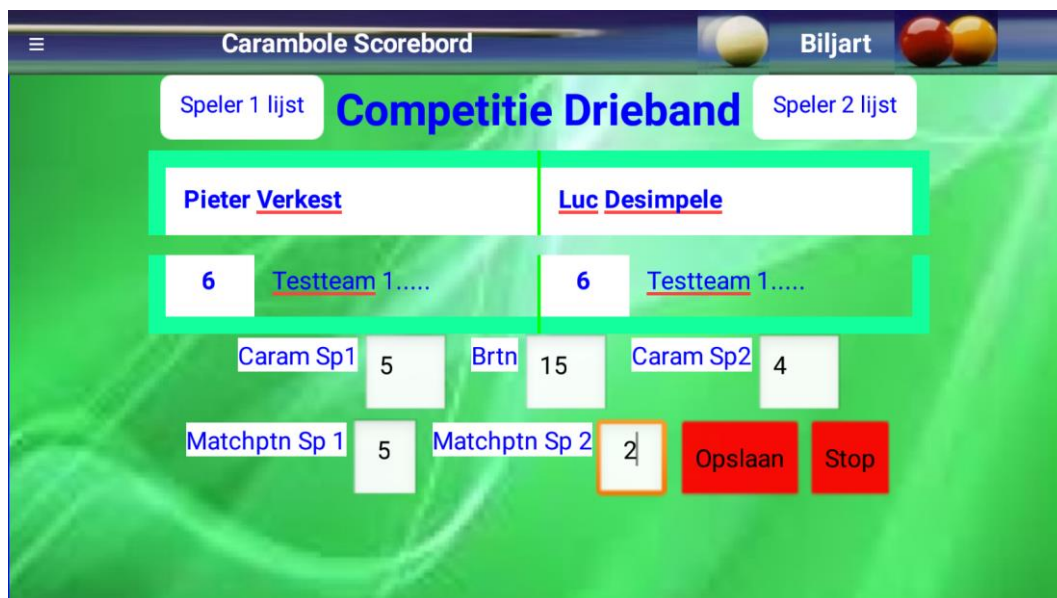 ≡ Carambole Scorebord Biljart
Speler 1 lijst Competitie Drieband Speler 2 lijst
Pieter Verkest Luc Desimpele
6 Testteam 1..... 6 Testteam 1.....
Caram Sp1 5 Brtn 15 Caram Sp2 4
Matchptn Sp 1 5 Matchptn Sp 2 2 Opslaan Stop